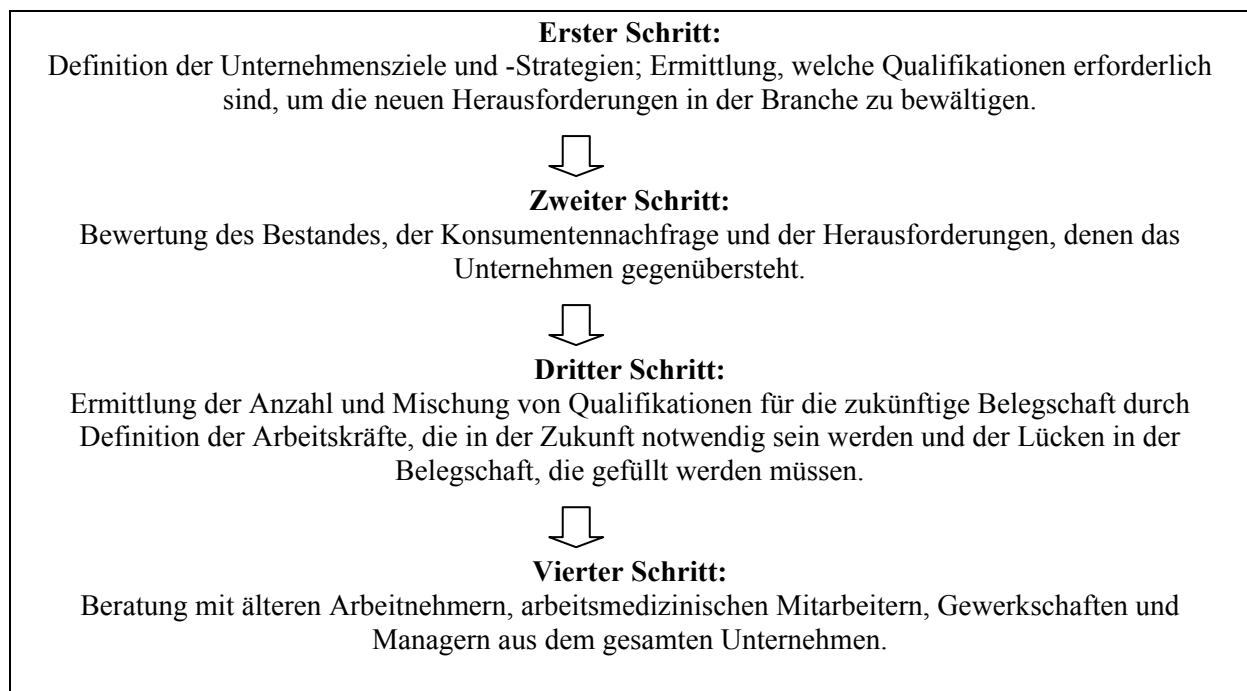 Erster Schritt:
Definition der Unternehmensziele und -Strategien; Ermittlung, welche Qualifikationen erforderlich
sind, um die neuen Herausforderungen in der Branche zu bewältigen.
Zweiter Schritt:
Bewertung des Bestandes, der Konsumentennachfrage und der Herausforderungen, denen das
Unternehmen gegenübersteht.
Dritter Schritt:
Ermittlung der Anzahl und Mischung von Qualifikationen für die zukünftige Belegschaft durch
Definition der Arbeitskräfte, die in der Zukunft notwendig sein werden und der Lücken in der
Belegschaft, die gefüllt werden müssen.
Vierter Schritt:
Beratung mit älteren Arbeitnehmern, arbeitsmedizinischen Mitarbeitern, Gewerkschaften und
Managern aus dem gesamten Unternehmen.